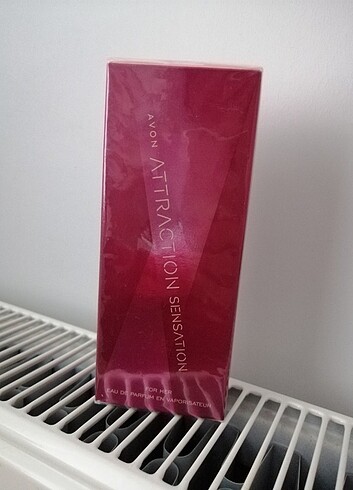 AVON ATTRACTION SENSATION
FOR HER
EAU DE PARFUM EN VAPORISATEUR